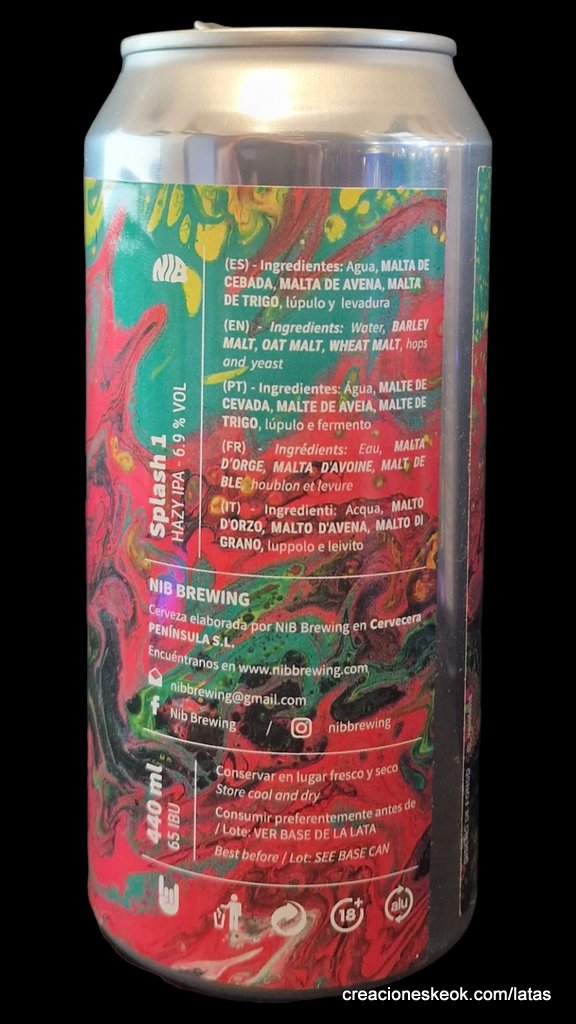 NIB
Splash 1
HAZY IPA - 6.9 % VOL
(ES) - Ingredientes: Agua, MALTA DE
CEBADA, MALTA DE AVENA, MALTA
DE TRIGO, lúpulo y levadura
(EN) - Ingredients: Water, BARLEY
MALT, OAT MALT, WHEAT MALT, hops
and yeast
(PT) - Ingredientes: Água, MALTE DE
CEVADA, MALTE DE AVEIA, MALTE DE
TRIGO, lúpulo e fermento
(FR) - Ingrédients: Eau, MALTA
D'ORGE, MALTA D'AVOINE, MALT DE
BLE, houblon et levure
(IT) - Ingredienti: Acqua, MALTO
D'ORZO, MALTO D'AVENA, MALTO DI
GRANO, luppolo e leivito
NIB BREWING
Cerveza elaborada por NIB Brewing en Cervecera
PENÍNSULA S.L.
Encuéntranos en www.nibbrewing.com
nibbrewing@gmail.com
f Nib Brewing / nibbrewing
440 ml
65 IBU
Conservar en lugar fresco y seco
Store cool and dry
Consumir preferentemente antes de
/ Lote: VER BASE DE LA LATA
Best before / Lot: SEE BASE CAN
18+
alu
DISEÑO DE FONDO
creacioneskeok.com/latas